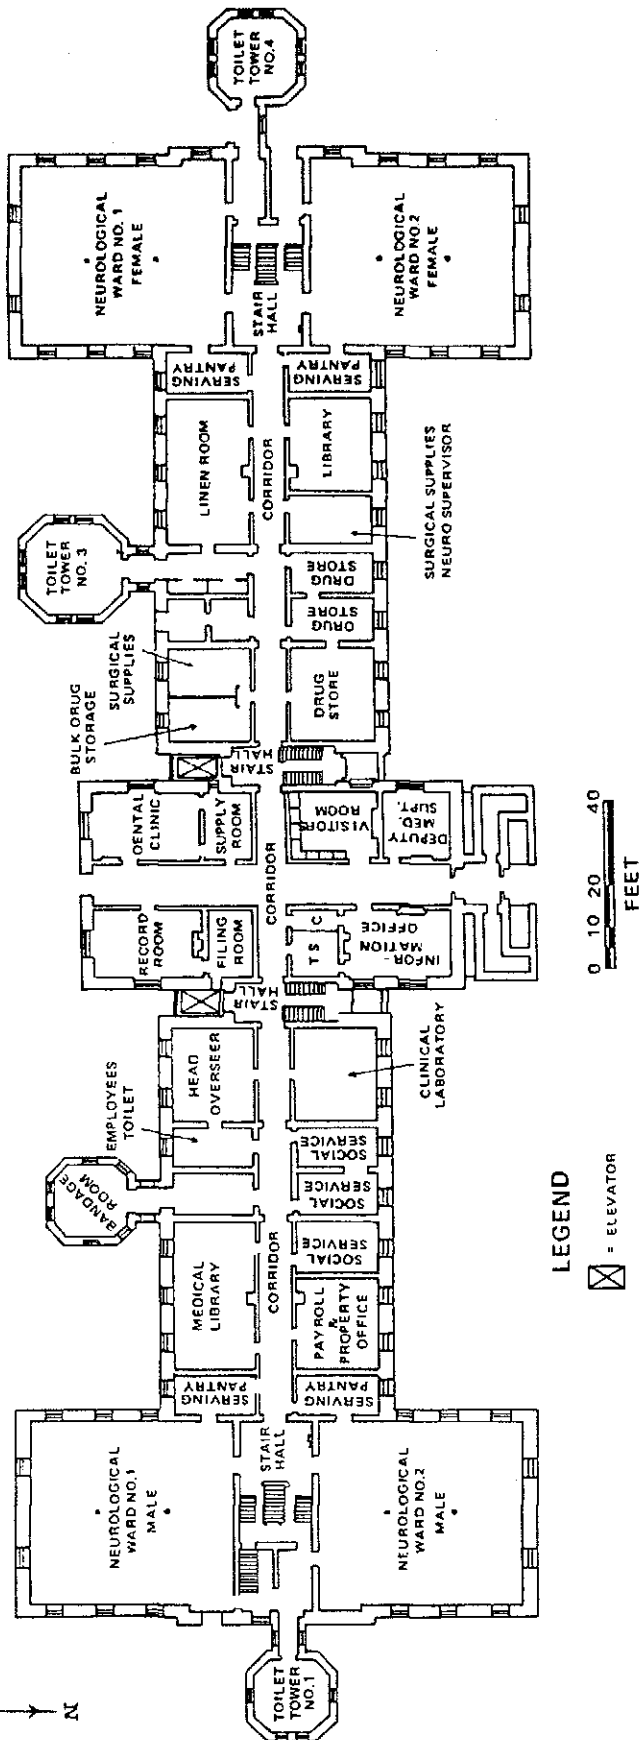 TOILET
TOWER
NO.4
NEUROLOGICAL
WARD NO. 1
FEMALE
STAIR
HALL
NEUROLOGICAL
WARD NO.2
FEMALE
SERVING
PANTRY
SERVING
PANTRY
LINEN ROOM
CORRIDOR
LIBRARY
SURGICAL SUPPLIES
NEURO SUPERVISOR
TOILET
TOWER
NO. 3
DRUG
STORE
DRUG
STORE
SURGICAL
SUPPLIES
BULK DRUG
STORAGE
DRUG
STORE
STAIR
HALL
DENTAL
CLINIC
SUPPLY
ROOM
CORRIDOR
VISITORS
ROOM
DEPUTY
MED.
SUPT.
RECORD
ROOM
FILING
ROOM
T S C
INFOR-
MATION
OFFICE
STAIR
HALL
HEAD
OVERSEER
CLINICAL
LABORATORY
EMPLOYEES
TOILET
BANDAGE
ROOM
SOCIAL
SERVICE
SOCIAL
SERVICE
SOCIAL
SERVICE
MEDICAL
LIBRARY
CORRIDOR
PAYROLL
&
PROPERTY
OFFICE
SERVING
PANTRY
SERVING
PANTRY
NEUROLOGICAL
WARD NO.1
MALE
STAIR
HALL
NEUROLOGICAL
WARD NO.2
MALE
TOILET
TOWER
NO.1
N
0 10 20 40
FEET
LEGEND
= ELEVATOR